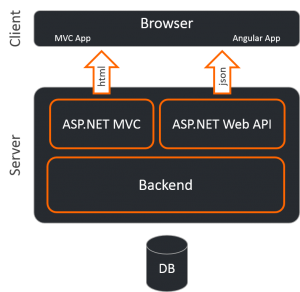 Client
Browser
MVC App
Angular App
html
json
Server
ASP.NET MVC
ASP.NET Web API
Backend
DB